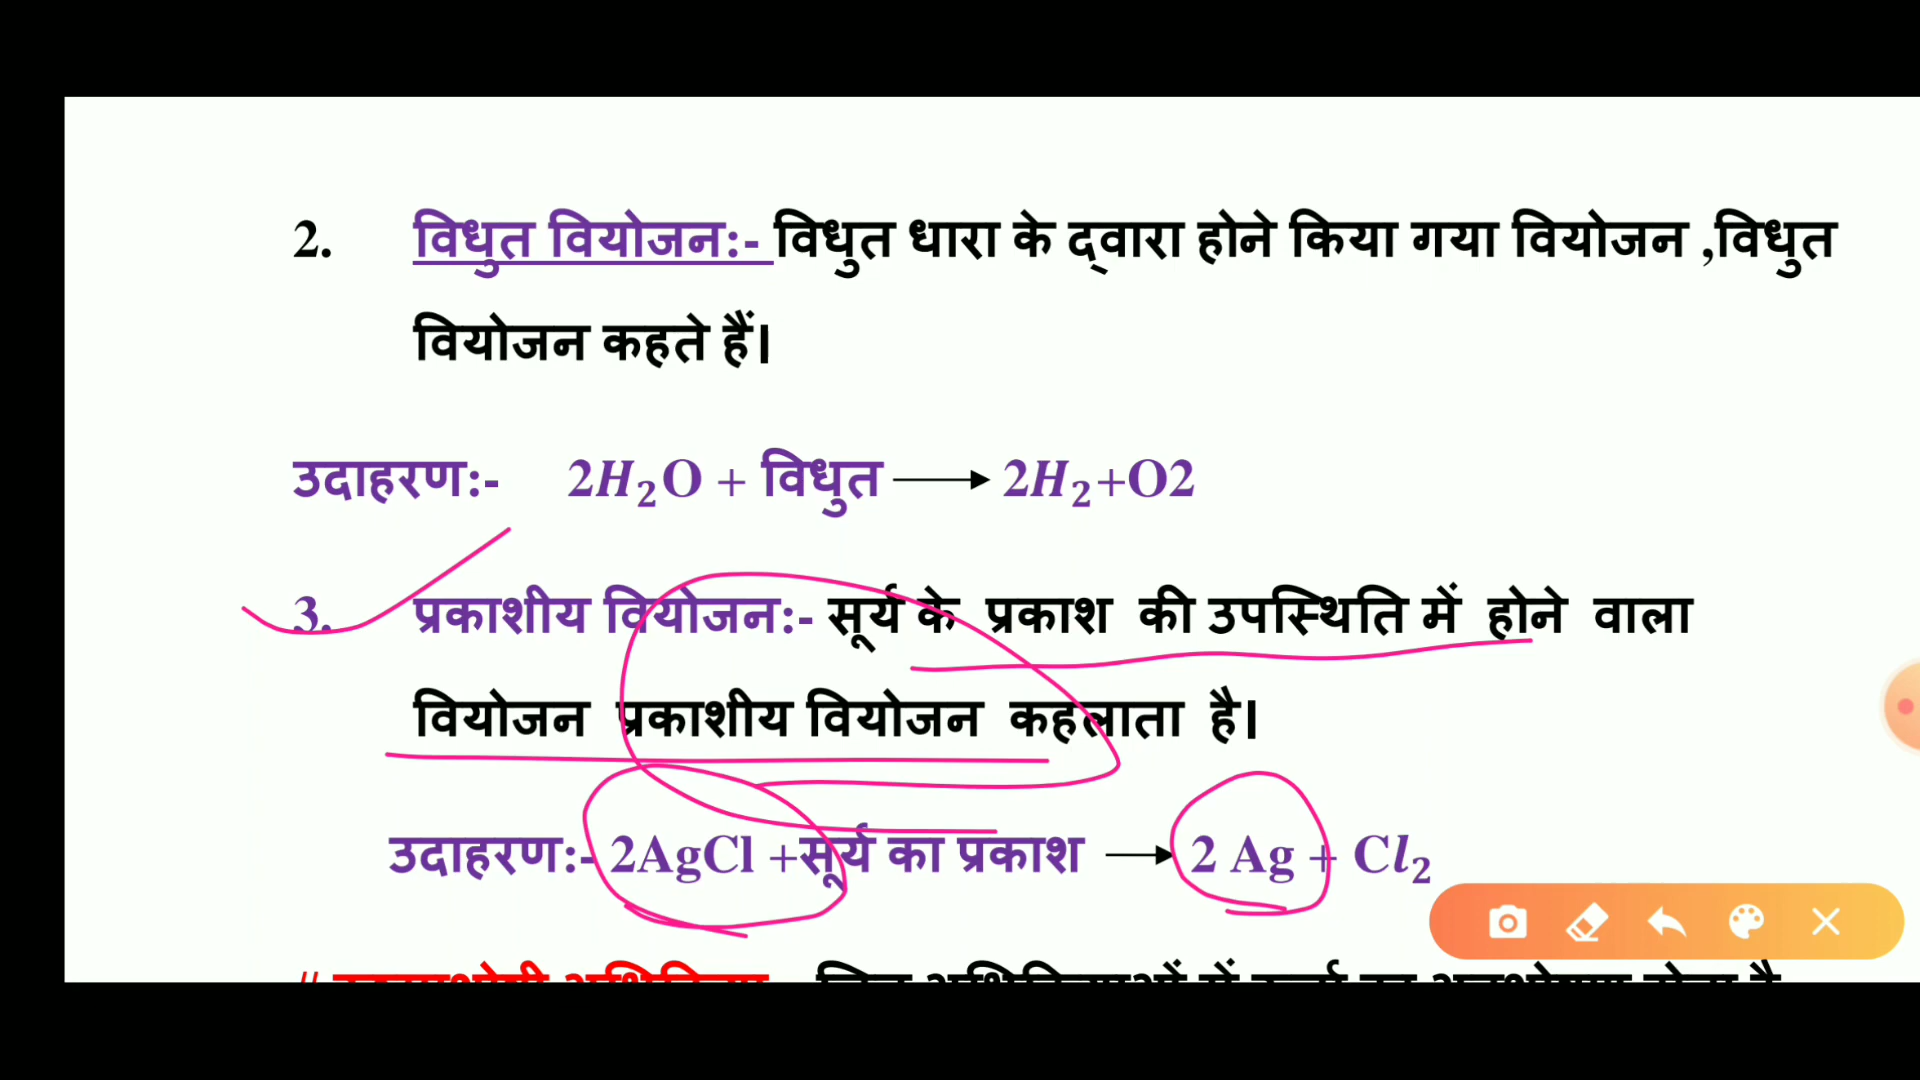 2. विधुत वियोजन:- विधुत धारा के द्वारा होने किया गया वियोजन ,विधुत
वियोजन कहते हैं।
उदाहरण:- 2H₂O + विधुत ⟶ 2H₂+O2
3. प्रकाशीय वियोजन:- सूर्य के प्रकाश की उपस्थिति में होने वाला
वियोजन प्रकाशीय वियोजन कहलाता है।
उदाहरण:- 2AgCl +सूर्य का प्रकाश ⟶ 2 Ag + Cl₂